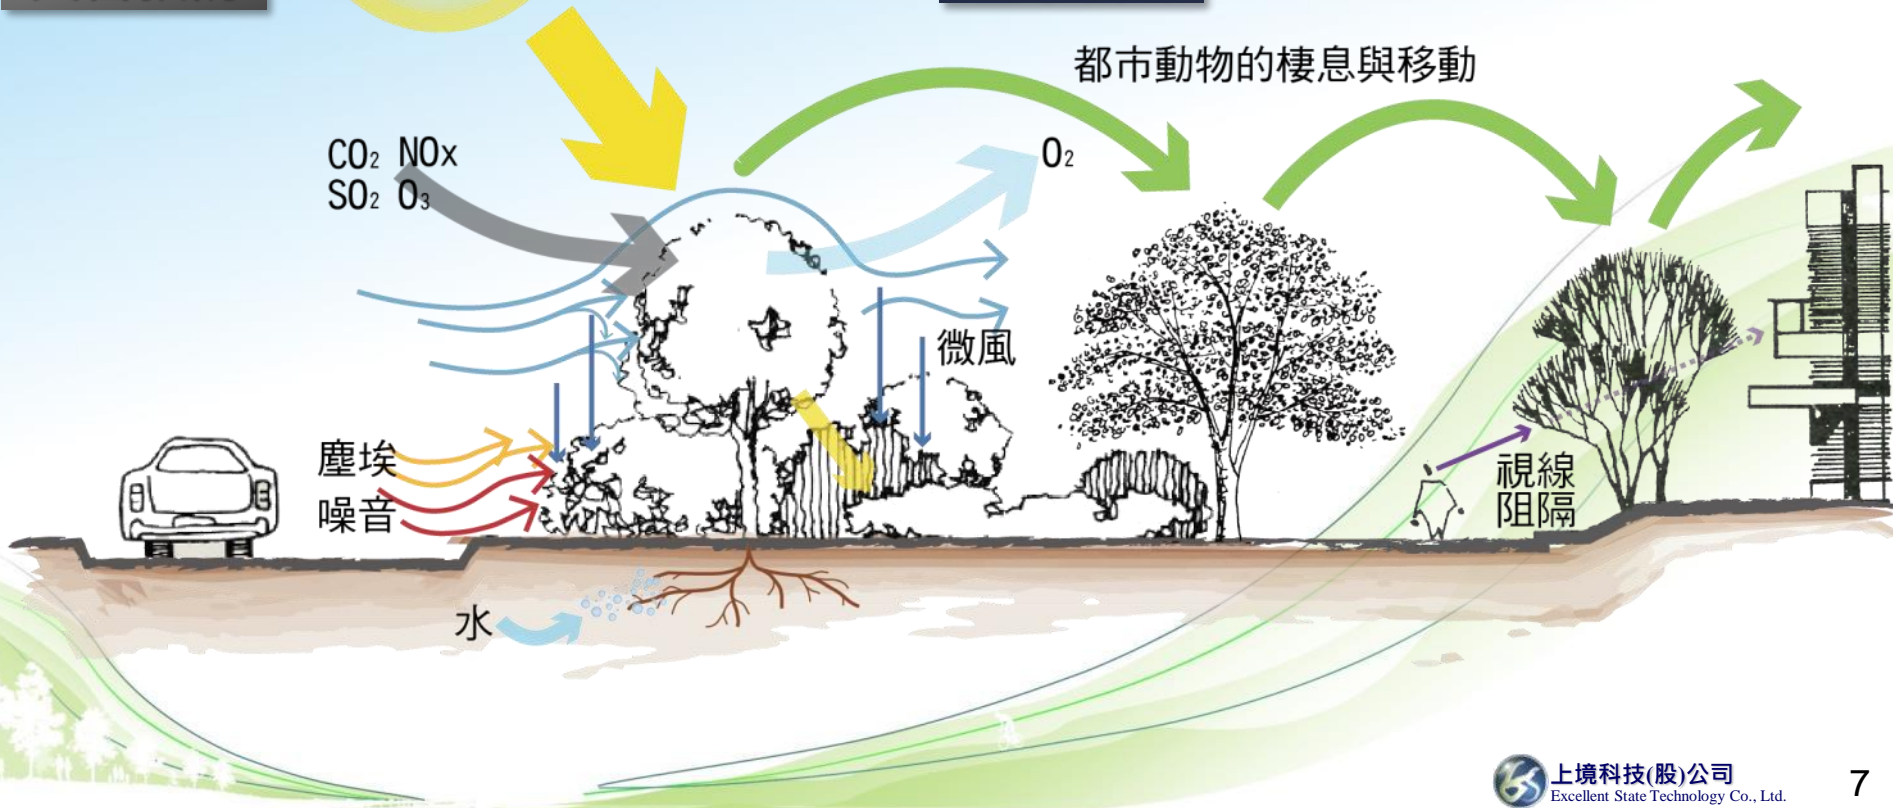 都市動物的棲息與移動
CO₂ NOx
SO₂ O₃
O₂
微風
塵埃
噪音
視線
阻隔
水
上境科技(股)公司
Excellent State Technology Co., Ltd.
7